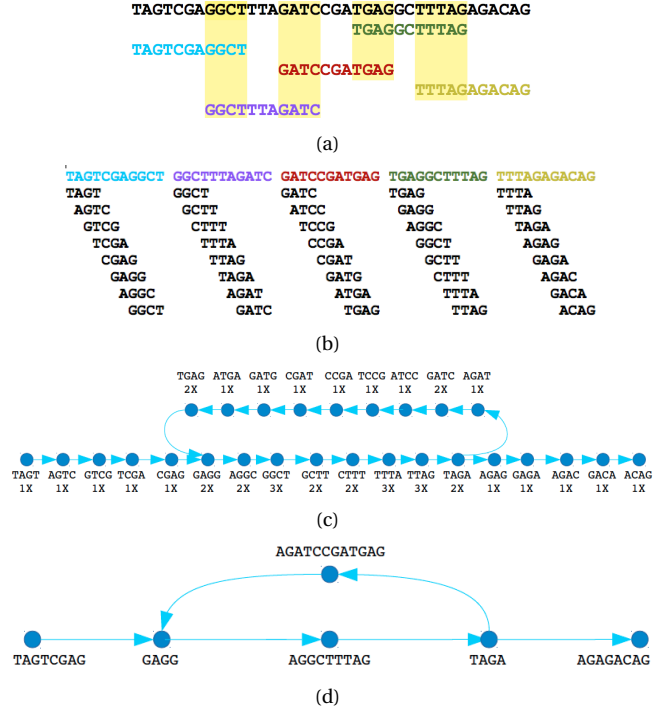 TAGTCGAGGCTTTAGATCCGATGAGGCTTTAGAGACAG
TGAGGCTTTAG
TAGTCGAGGCT
GATCCGATGAG
TTTAGAGACAG
GGCTTTAGATC
(a)
TAGTCGAGGCT GGCTTTAGATC GATCCGATGAG TGAGGCTTTAG TTTAGAGACAG
TAGT GGCT GATC TGAG TTTA
AGTC GCTT ATCC GAGG TTAG
GTCG CTTT TCCG AGGC TAGA
TCGA TTTA CCGA GGCT AGAG
CGAG TTAG CGAT GCTT GAGA
GAGG TAGA GATG CTTT AGAC
AGGC AGAT ATGA TTTA GACA
GGCT GATC TGAG TTAG ACAG
(b)
TGAG ATGA GATG CGAT CCGA TCCG ATCC GATC AGAT
2X 1X 1X 1X 1X 1X 1X 2X 1X
TAGT AGTC GTCG TCGA CGAG GAGG AGGC GGCT GCTT CTTT TTTA TTAG TAGA AGAG GAGA AGAC GACA ACAG
1X 1X 1X 1X 1X 2X 2X 3X 2X 2X 3X 3X 2X 1X 1X 1X 1X 1X
(c)
AGATCCGATGAG
TAGTCGAG GAGG AGGCTTTAG TAGA AGAGACAG
(d)